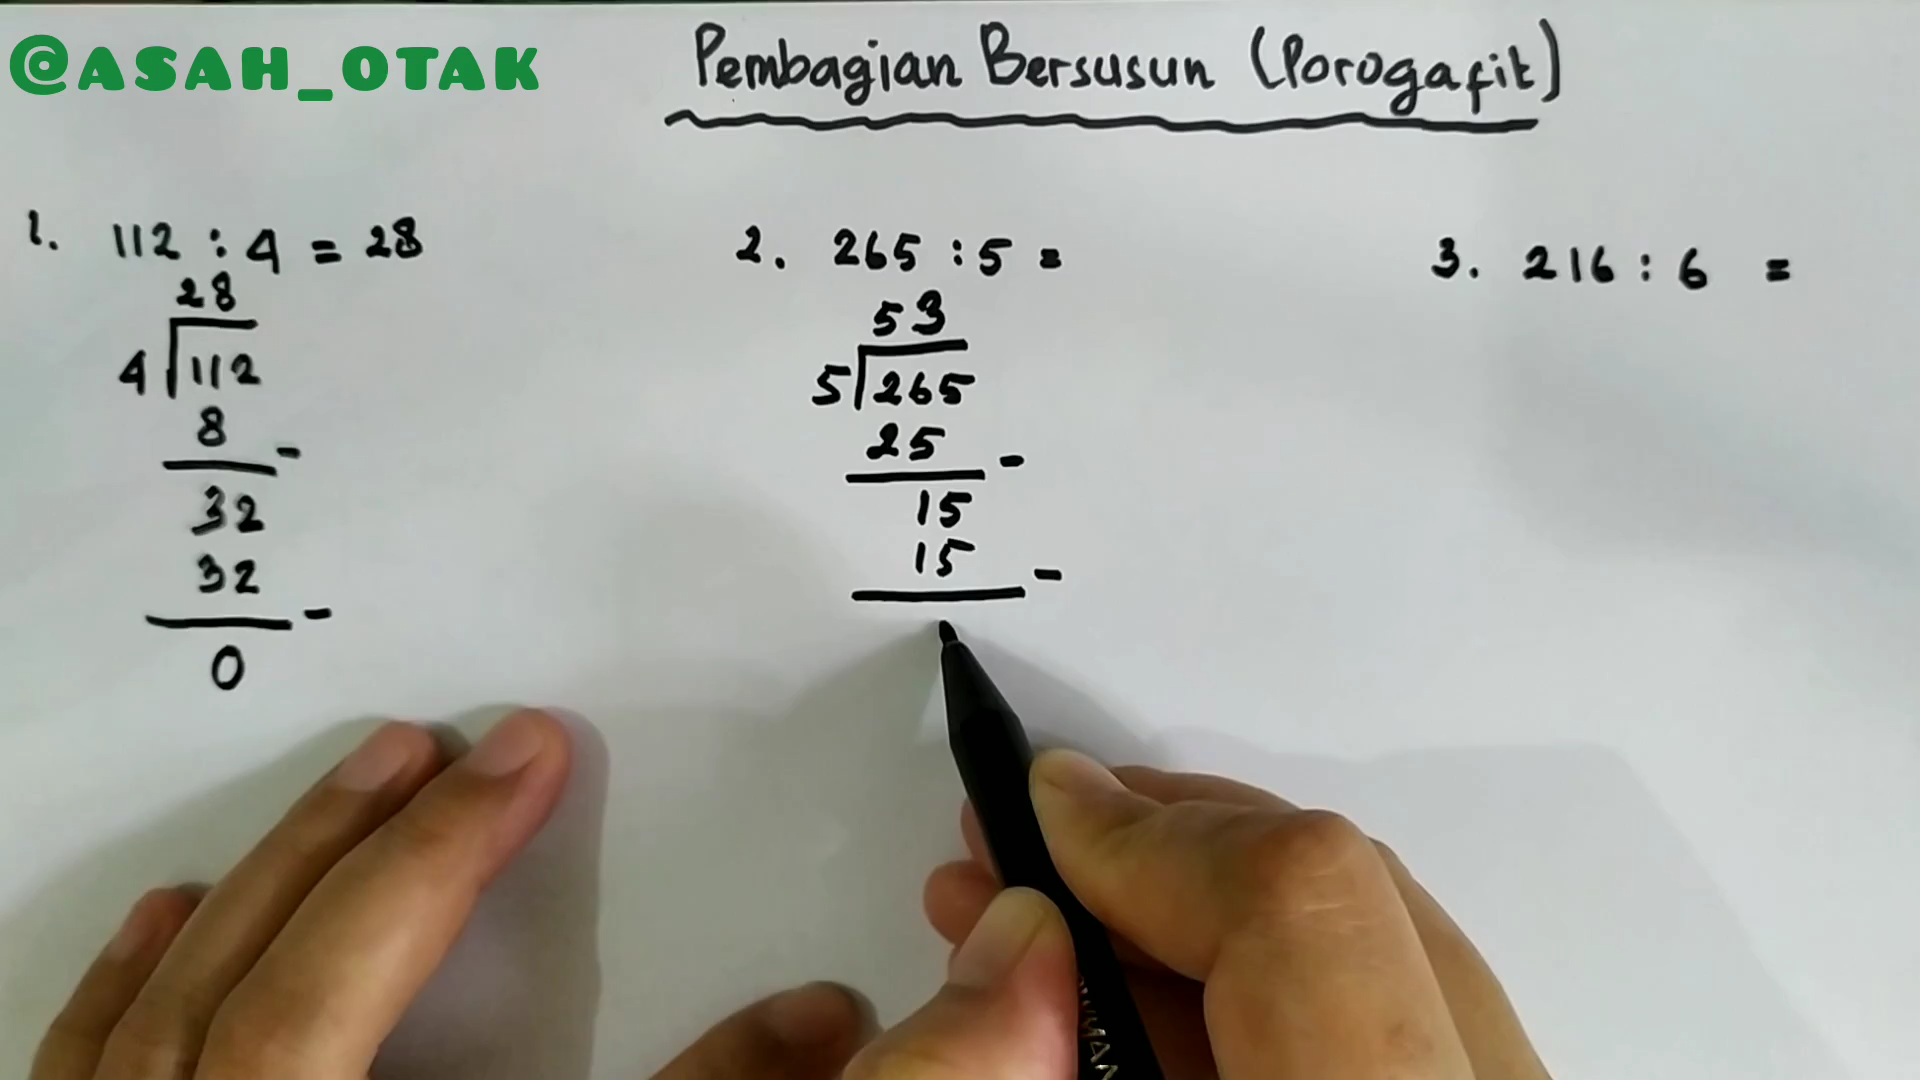 @ASAH_OTAK
Pembagian Bersusun (Porogafit)
1. 112 : 4 = 28
28
4 112
8 -
32
32 -
0
2. 265 : 5 =
53
5 265
25 -
15
15 -
3. 216 : 6 =